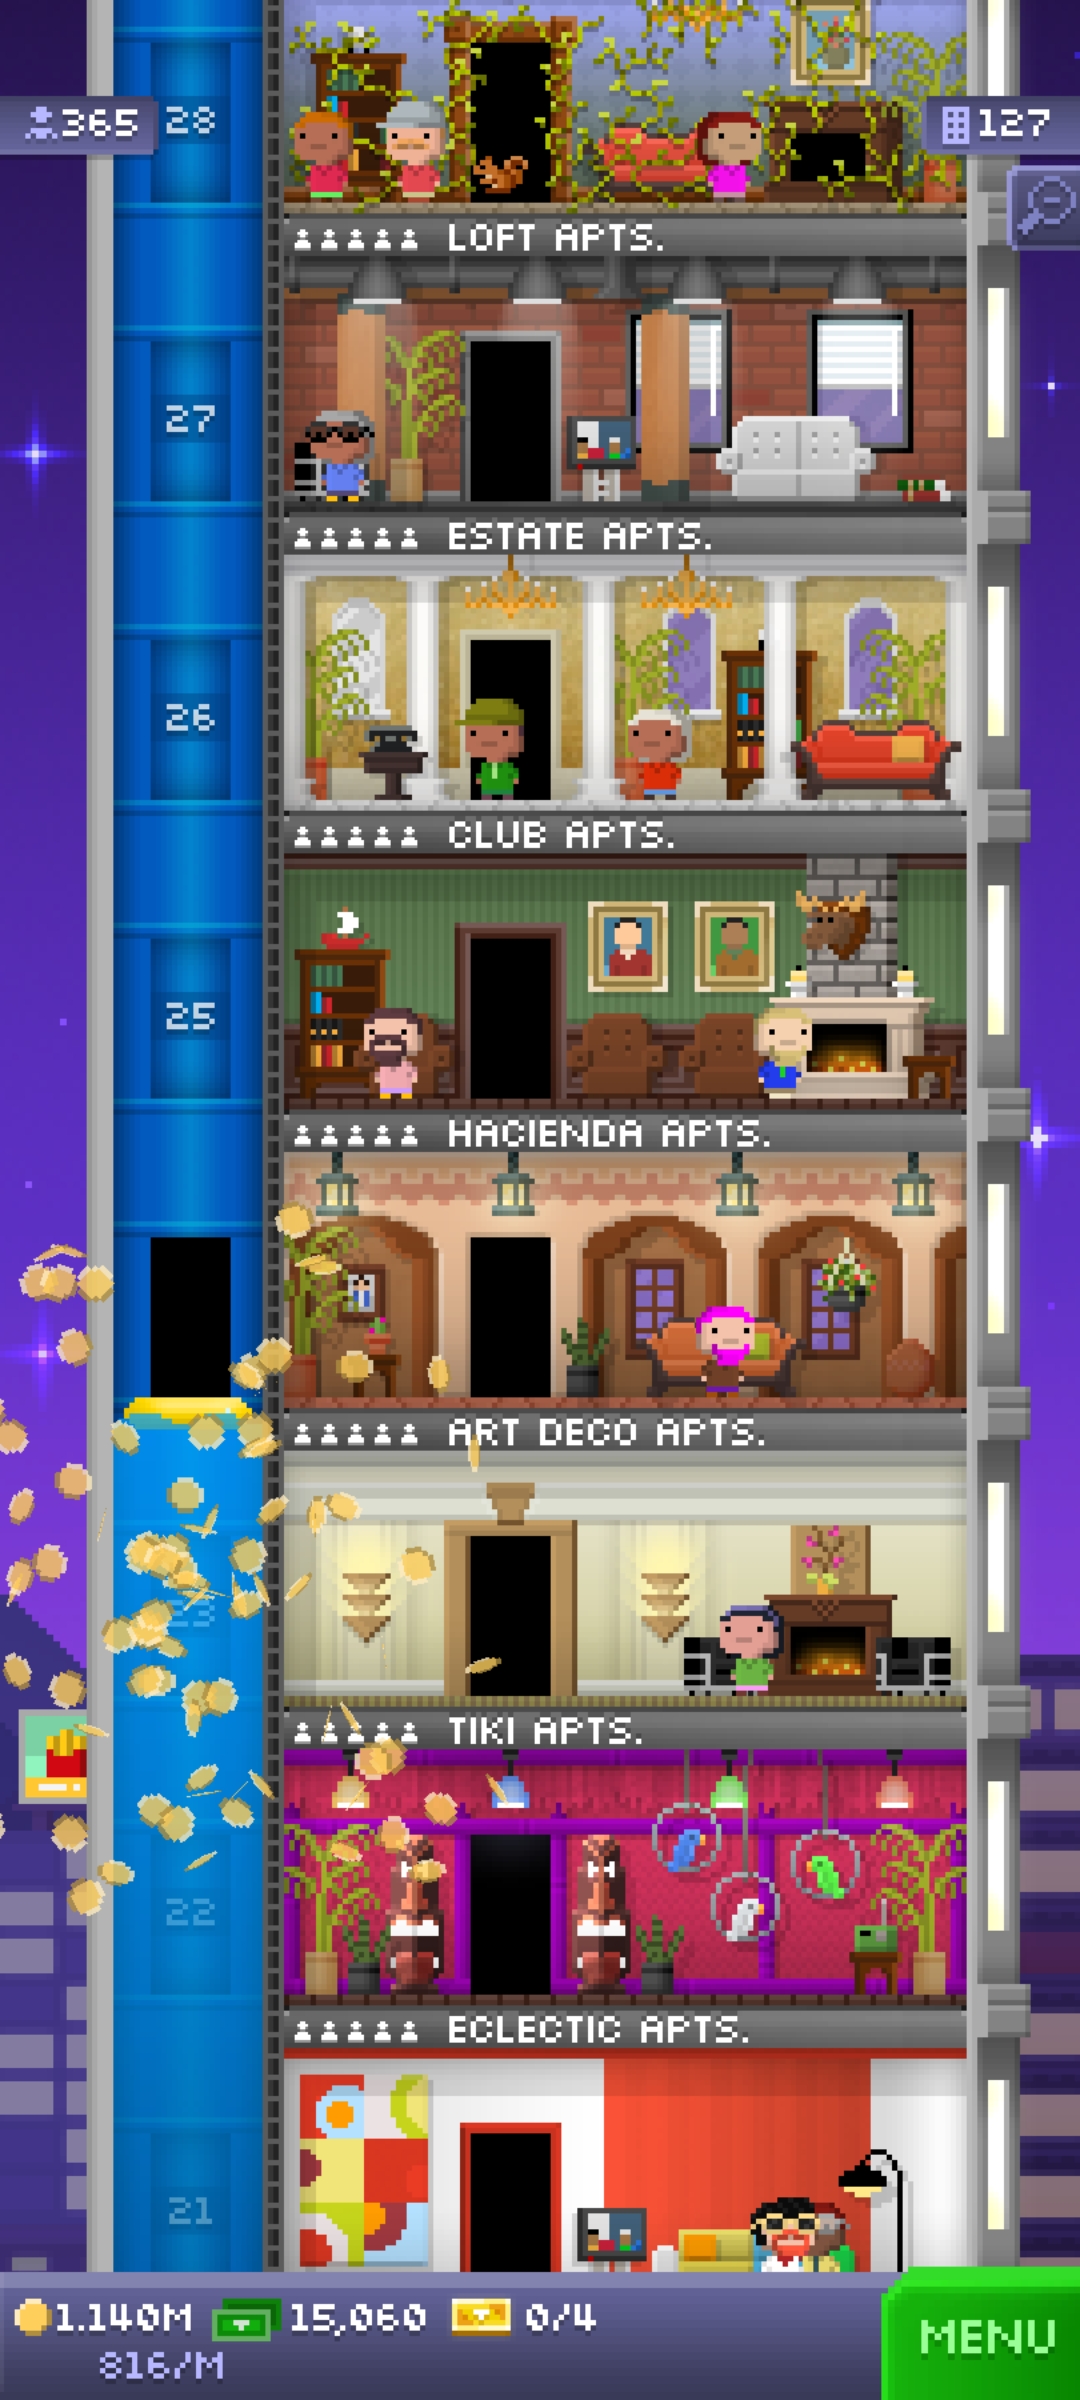 365
28
127
LOFT APTS.
27
ESTATE APTS.
26
CLUB APTS.
25
HACIENDA APTS.
ART DECO APTS.
23
TIKI APTS.
22
ECLECTIC APTS.
21
1.140M 15,060 0/4
816/M
MENU